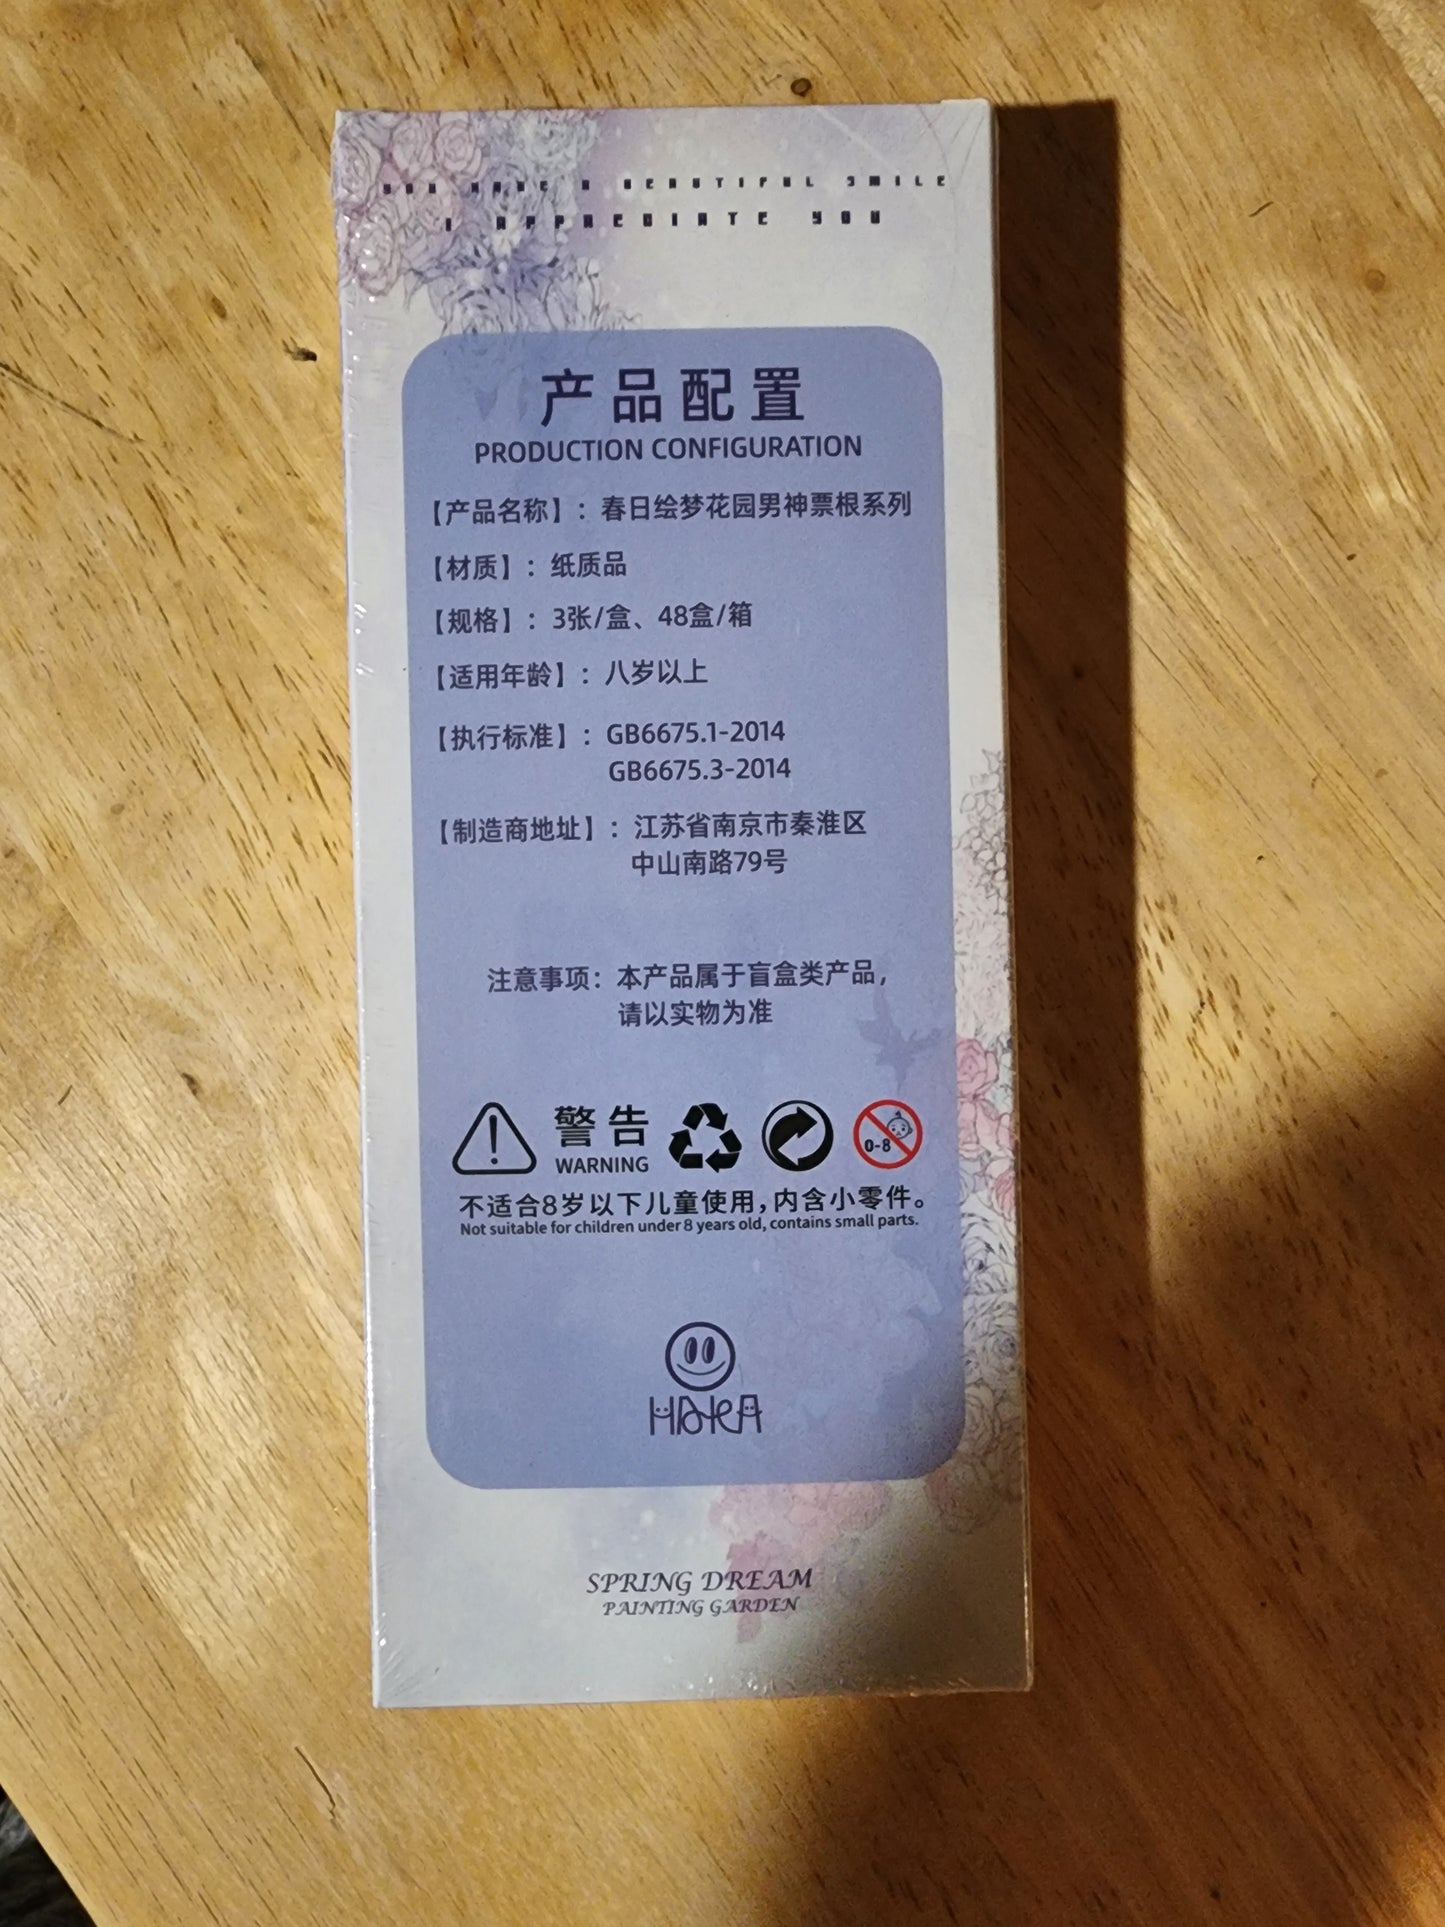 YOU HAVE A BEAUTIFUL SMILE
I APPRECIATE YOU
产品配置
PRODUCTION CONFIGURATION
【产品名称】：春日绘梦花园男神票根系列
【材质】：纸质品
【规格】：3张/盒、48盒/箱
【适用年龄】：八岁以上
【执行标准】：GB6675.1-2014
GB6675.3-2014
【制造商地址】：江苏省南京市秦淮区
中山南路79号
注意事项：本产品属于盲盒类产品，
请以实物为准
警告
WARNING
0-8
不适合8岁以下儿童使用，内含小零件。
Not suitable for children under 8 years old, contains small parts.
HAKA
SPRING DREAM
PAINTING GARDEN